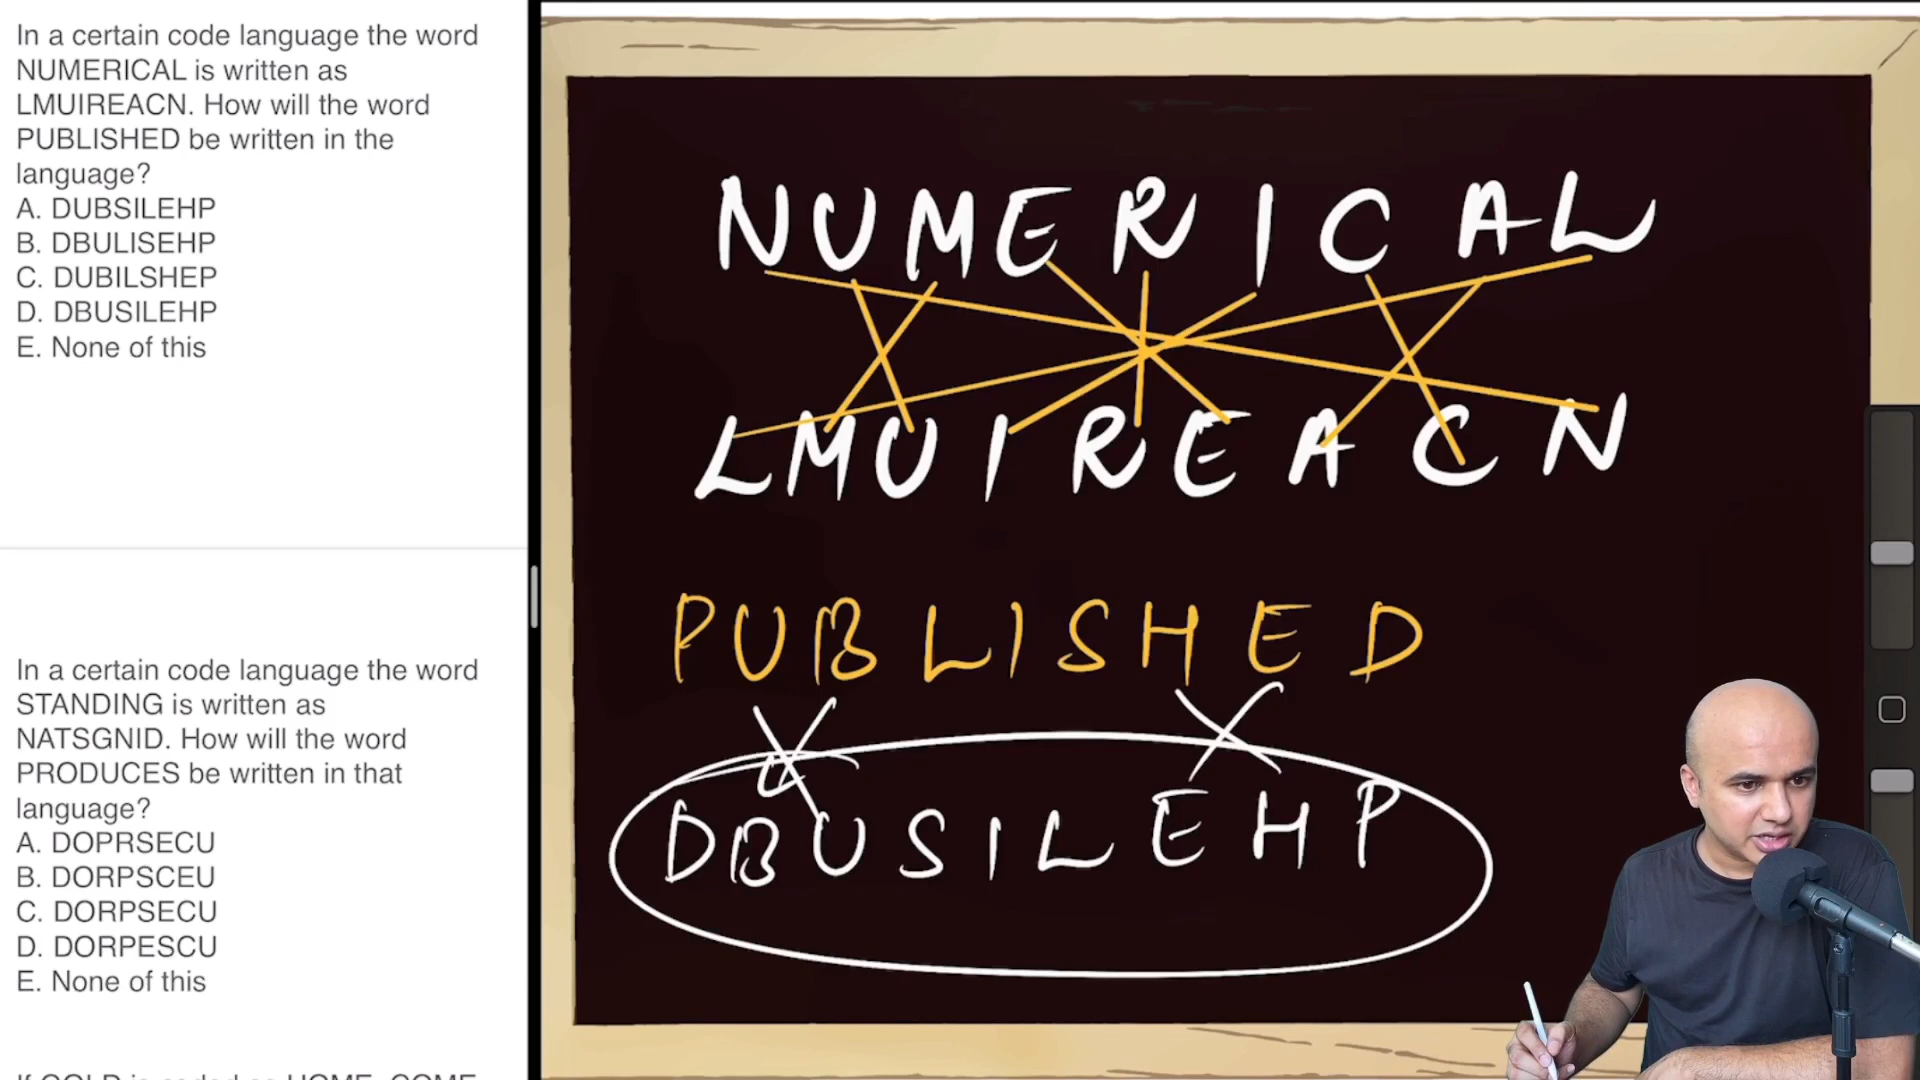 In a certain code language the word
NUMERICAL is written as
LMUIREACN. How will the word
PUBLISHED be written in the
language?
A. DUBSILEHP
B. DBULISEHP
C. DUBILSHEP
D. DBUSILEHP
E. None of this
In a certain code language the word
STANDING is written as
NATSGNID. How will the word
PRODUCES be written in that
language?
A. DOPRSECU
B. DORPSCEU
C. DORPSECU
D. DORPESCU
E. None of this
NUMERICAL
LMUIREACN
PUBLISHED
DBUSILEHP